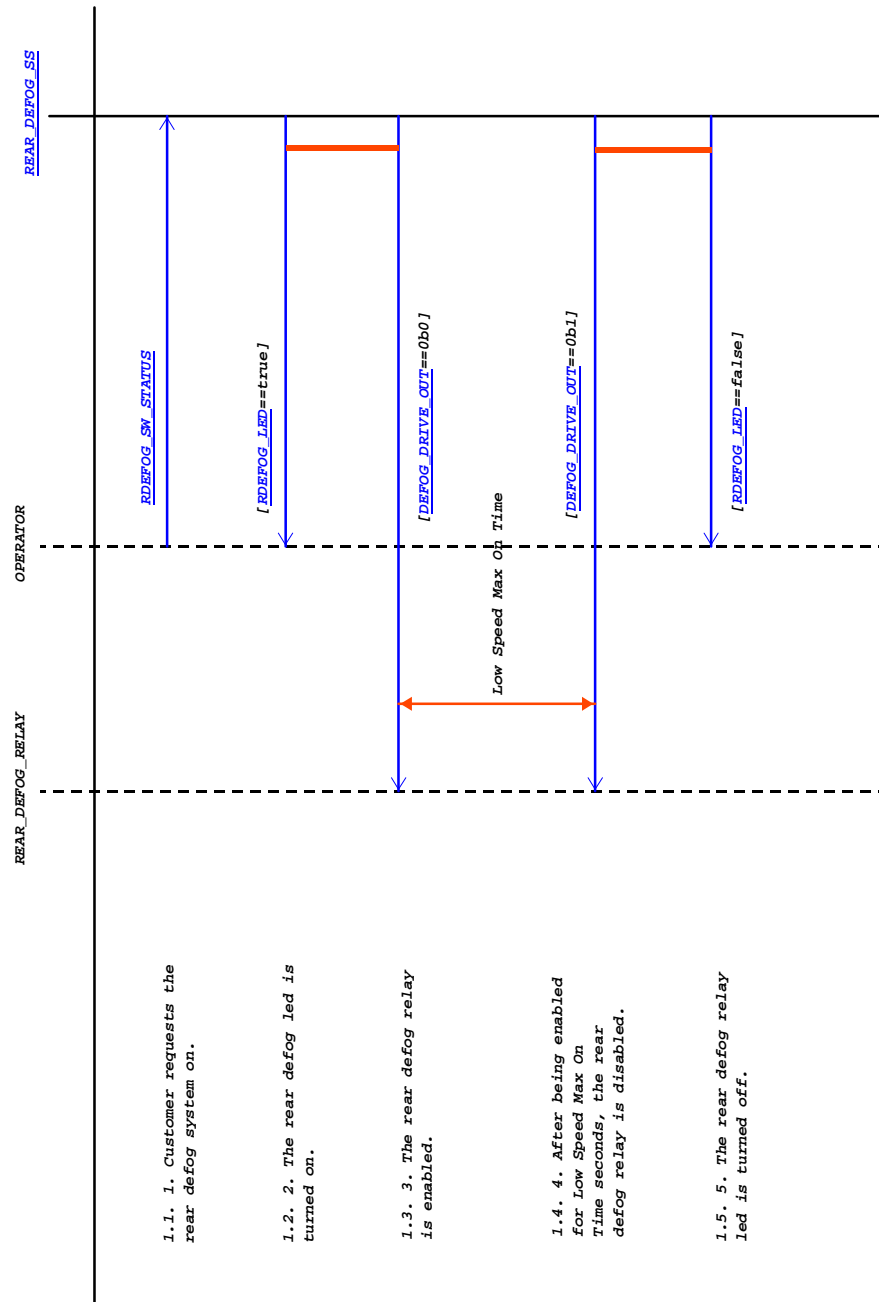 REAR_DEFOG_RELAY
OPERATOR
REAR_DEFOG_SS
1.1. 1. Customer requests the
rear defog system on.
RDEFOG_SW_STATUS
1.2. 2. The rear defog led is
turned on.
[RDEFOG_LED==true]
1.3. 3. The rear defog relay
is enabled.
[DEFOG_DRIVE_OUT==0b0]
Low Speed Max On Time
1.4. 4. After being enabled
for Low Speed Max On
Time seconds, the rear
defog relay is disabled.
[DEFOG_DRIVE_OUT==0b1]
1.5. 5. The rear defog relay
led is turned off.
[RDEFOG_LED==false]